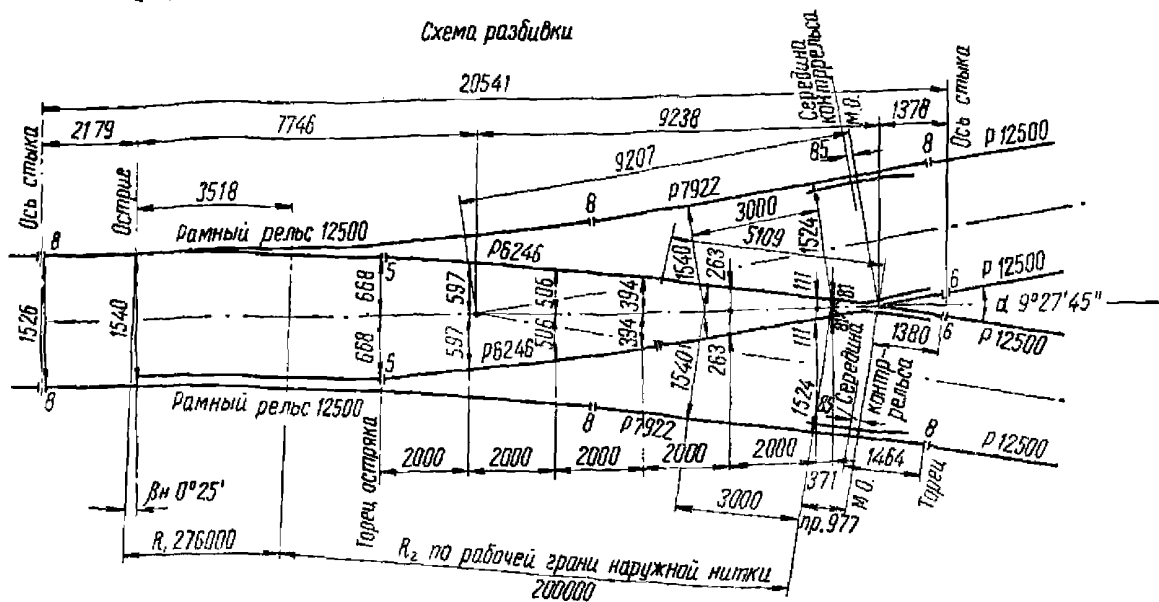 Схема разбивки
20541
2179
7746
9238
1378
Середина
контррельса
М.О.
Ось стыка
85
9207
8
Р 12500
Ось стыка
Острие
3518
8
Р7922
3000
5109
1524
8
Рамный рельс 12500
Р6246
1540
263
111
81
6
Р 12500
1526
1540
668
668
5
5
597
597
506
506
394
394
α 9°27'45"
Р6246
1540
263
111
1524
81
1380
6
Р 12500
85
Середина
контр-
рельса
8
Рамный рельс 12500
8
Р7922
8
Р 12500
Торец остряка
2000
2000
2000
2000
2000
371
М О.
1464
Торец
βн 0°25'
3000
пр.977
R, 276000
R₂ по рабочей грани наружной нитки
200000